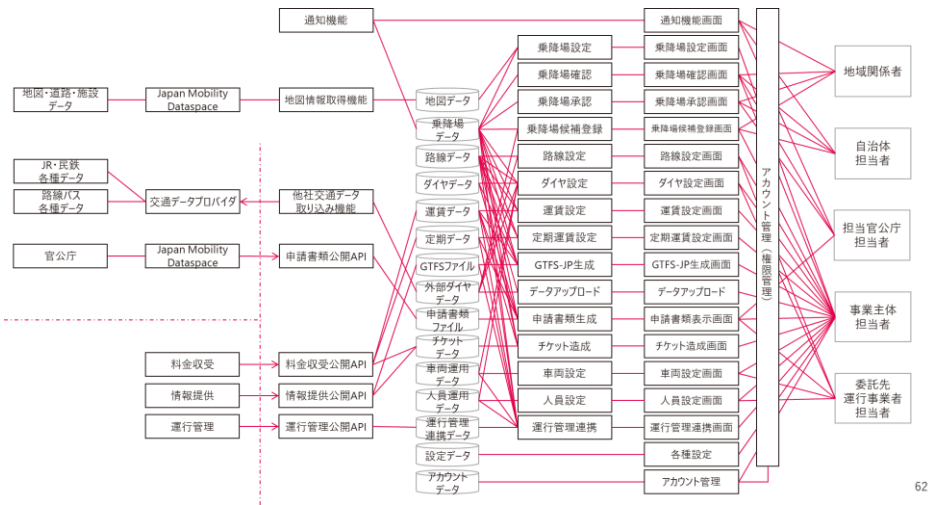 通知機能
通知機能画面
乗降場設定
乗降場設定画面
地域関係者
乗降場確認
乗降場確認画面
地図・道路・施設
データ
Japan Mobility
Dataspace
地図情報取得機能
地図データ
乗降場承認
乗降場承認画面
乗降場
データ
乗降場候補登録
乗降場候補登録画面
自治体
担当者
JR・民鉄
各種データ
路線バス
各種データ
交通データプロバイダ
他社交通データ
取り込み機能
路線データ
路線設定
路線設定画面
ダイヤデータ
ダイヤ設定
ダイヤ設定画面
アカウント管理（権限管理）
運賃データ
運賃設定
運賃設定画面
担当官公庁
担当者
定期データ
定期運賃設定
定期運賃設定画面
官公庁
Japan Mobility
Dataspace
申請書類公開API
GTFSファイル
GTFS-JP生成
GTFS-JP生成画面
外部ダイヤ
データ
データアップロード
データアップロード
事業主体
担当者
申請書類
ファイル
申請書類生成
申請書類表示画面
チケット
データ
チケット造成
チケット造成画面
料金収受
料金収受公開API
車両運用
データ
車両設定
車両設定画面
委託先
運行事業者
担当者
情報提供
情報提供公開API
人員運用
データ
人員設定
人員設定画面
運行管理
運行管理公開API
運行管理
連携データ
運行管理連携
運行管理連携画面
設定データ
各種設定
アカウント
データ
アカウント管理
62